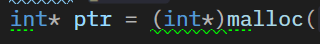 int* ptr = (int*)malloc(